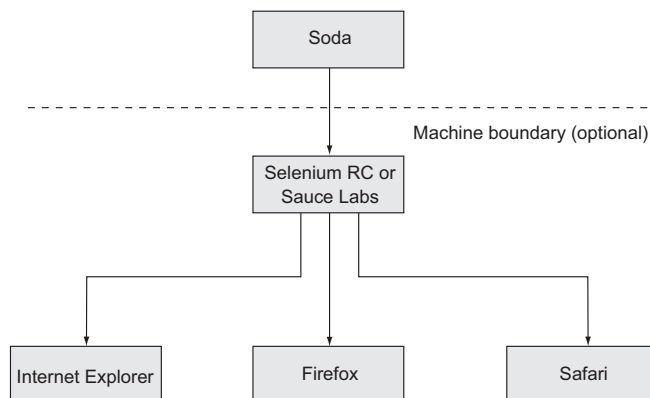 Soda
Machine boundary (optional)
Selenium RC or
Sauce Labs
Internet Explorer
Firefox
Safari